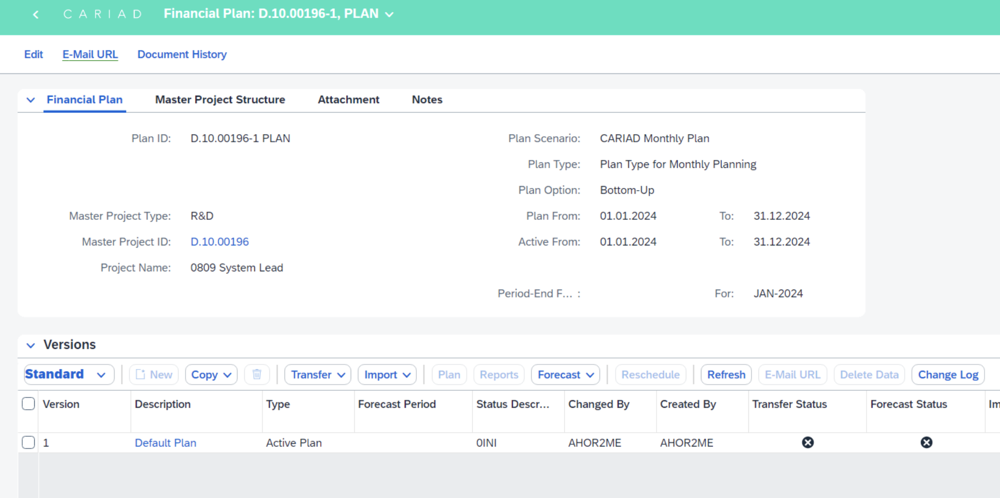 CARIAD Financial Plan: D.10.00196-1, PLAN
Edit E-Mail URL Document History
Financial Plan Master Project Structure Attachment Notes
Plan ID: D.10.00196-1 PLAN Plan Scenario: CARIAD Monthly Plan
Plan Type: Plan Type for Monthly Planning
Plan Option: Bottom-Up
Master Project Type: R&D Plan From: 01.01.2024 To: 31.12.2024
Master Project ID: D.10.00196 Active From: 01.01.2024 To: 31.12.2024
Project Name: 0809 System Lead
Period-End F... : For: JAN-2024
Versions
Standard New Copy Transfer Import Plan Reports Forecast Reschedule Refresh E-Mail URL Delete Data Change Log
Version Description Type Forecast Period Status Descr... Changed By Created By Transfer Status Forecast Status Im
1 Default Plan Active Plan 0INI AHOR2ME AHOR2ME